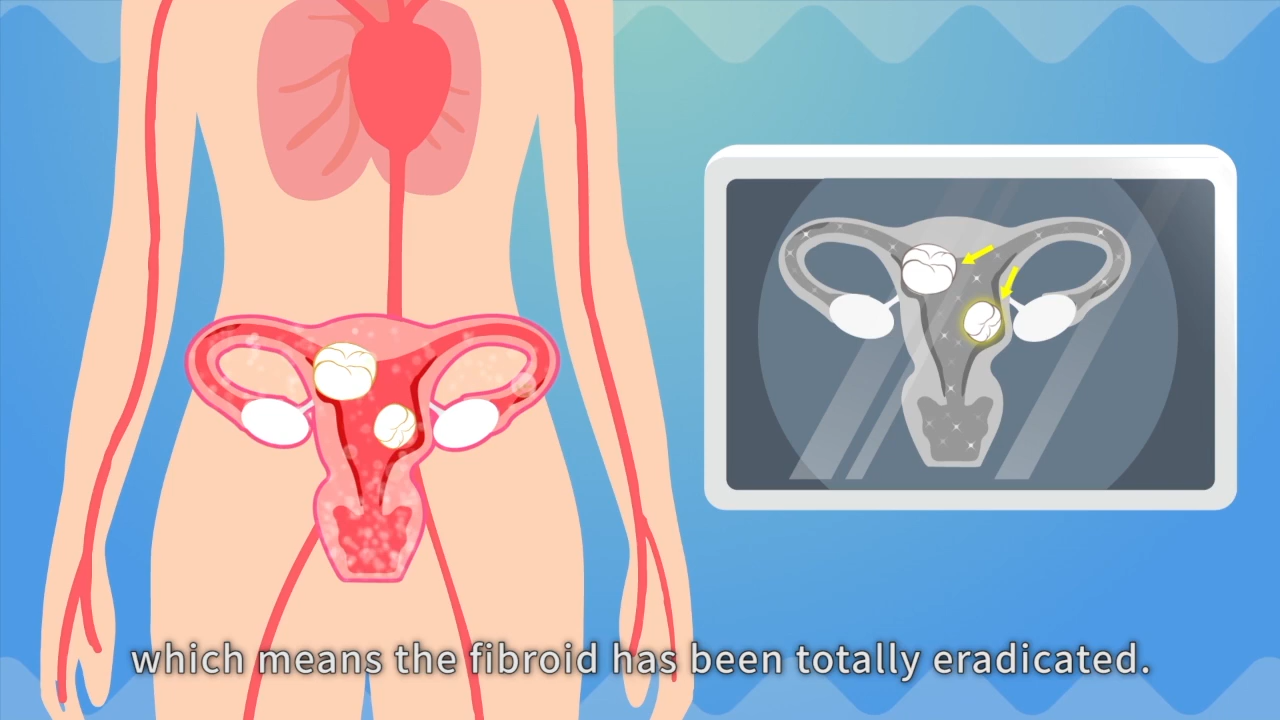 which means the fibroid has been totally eradicated.